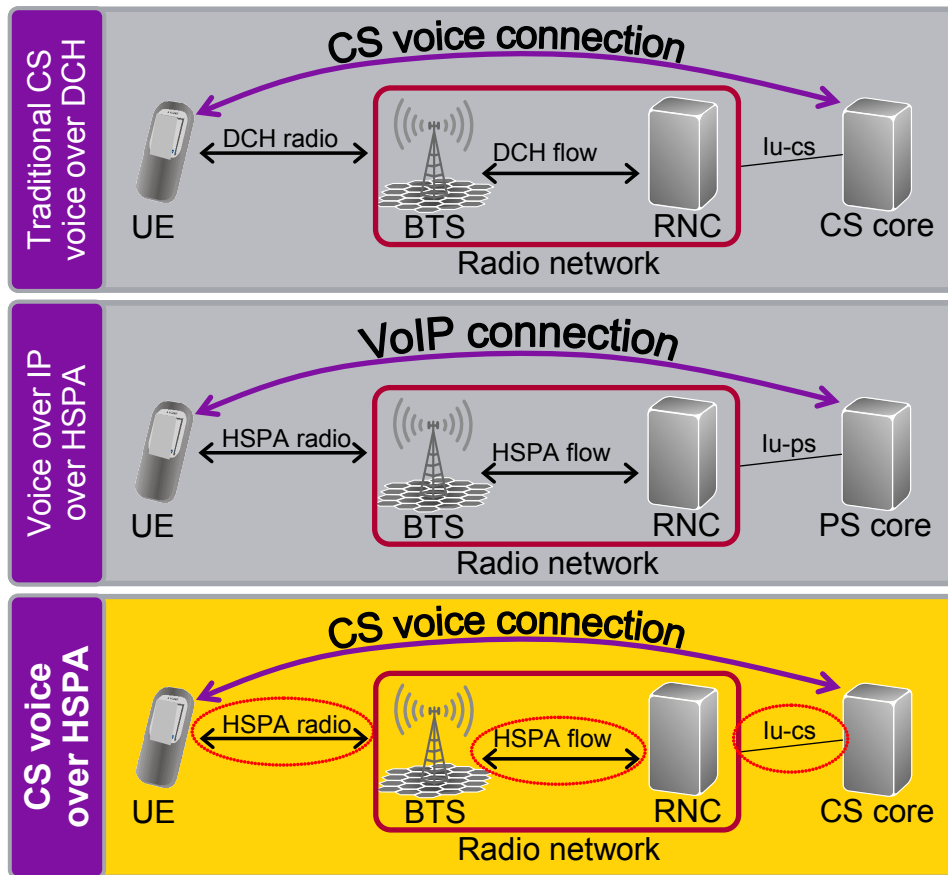 Traditional CS
voice over DCH
CS voice connection
DCH radio
DCH flow
Iu-cs
UE
BTS
RNC
CS core
Radio network
Voice over IP
over HSPA
VoIP connection
HSPA radio
HSPA flow
Iu-ps
UE
BTS
RNC
PS core
Radio network
CS voice
over HSPA
CS voice connection
HSPA radio
HSPA flow
Iu-cs
UE
BTS
RNC
CS core
Radio network